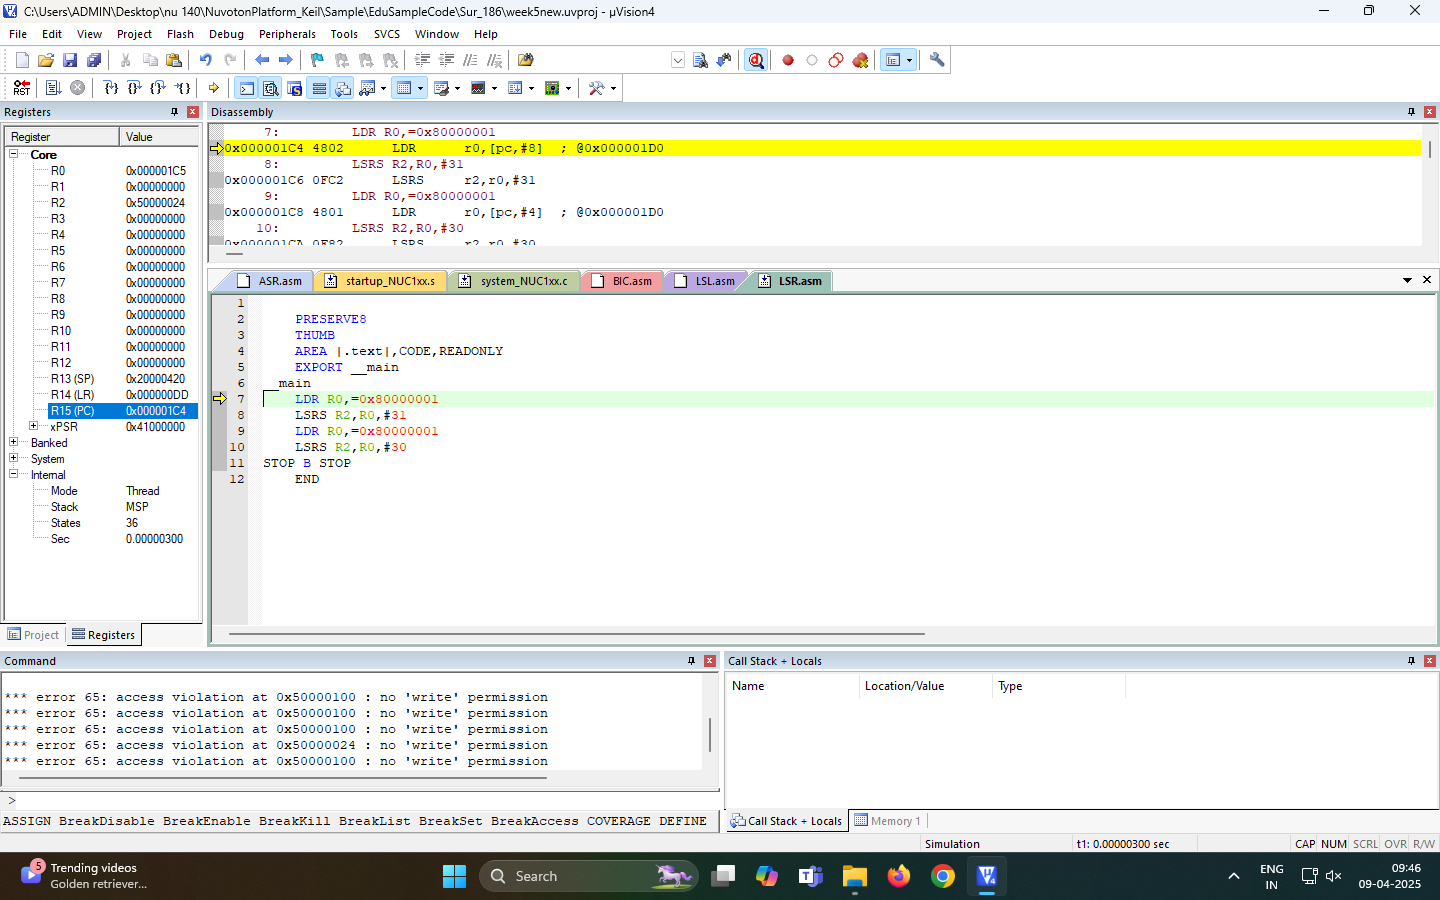 C:\Users\ADMIN\Desktop\nu 140\NuvotonPlatform_Keil\Sample\EduSampleCode\Sur_186\week5new.uvproj - µVision4
File Edit View Project Flash Debug Peripherals Tools SVCS Window Help
RST
Registers
Register Value
Core
R0 0x000001C5
R1 0x00000000
R2 0x50000024
R3 0x00000000
R4 0x00000000
R5 0x00000000
R6 0x00000000
R7 0x00000000
R8 0x00000000
R9 0x00000000
R10 0x00000000
R11 0x00000000
R12 0x00000000
R13 (SP) 0x20000420
R14 (LR) 0x000000DD
R15 (PC) 0x000001C4
xPSR 0x41000000
Banked
System
Internal
Mode Thread
Stack MSP
States 36
Sec 0.00000300
Project Registers
Disassembly
7: LDR R0,=0x80000001
0x000001C4 4802 LDR r0,[pc,#8] ; @0x000001D0
8: LSRS R2,R0,#31
0x000001C6 0FC2 LSRS r2,r0,#31
9: LDR R0,=0x80000001
0x000001C8 4801 LDR r0,[pc,#4] ; @0x000001D0
10: LSRS R2,R0,#30
0x000001CA 0F82 LSRS r2,r0,#30
ASR.asm startup_NUC1xx.s system_NUC1xx.c BIC.asm LSL.asm LSR.asm
1
2 PRESERVE8
3 THUMB
4 AREA |.text|,CODE,READONLY
5 EXPORT __main
6 __main
7 LDR R0,=0x80000001
8 LSRS R2,R0,#31
9 LDR R0,=0x80000001
10 LSRS R2,R0,#30
11 STOP B STOP
12 END
Command
*** error 65: access violation at 0x50000100 : no 'write' permission
*** error 65: access violation at 0x50000100 : no 'write' permission
*** error 65: access violation at 0x50000100 : no 'write' permission
*** error 65: access violation at 0x50000024 : no 'write' permission
*** error 65: access violation at 0x50000100 : no 'write' permission
>
ASSIGN BreakDisable BreakEnable BreakKill BreakList BreakSet BreakAccess COVERAGE DEFINE
Call Stack + Locals
Name Location/Value Type
Call Stack + Locals Memory 1
Simulation t1: 0.00000300 sec CAP NUM SCRL OVR R/W
5
Trending videos
Golden retriever...
Search
ENG
IN
09:46
09-04-2025